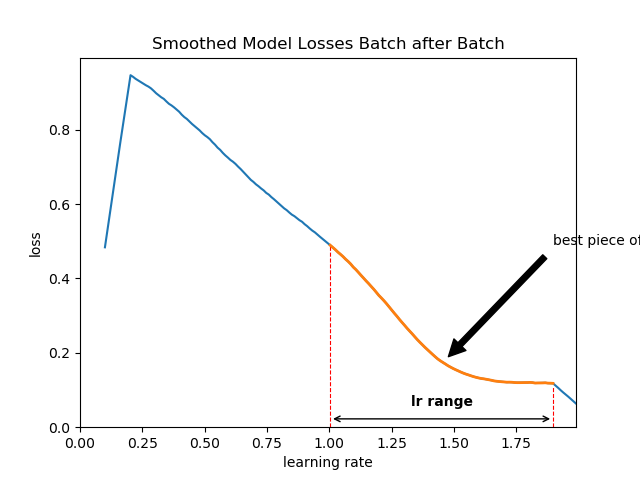 Smoothed Model Losses Batch after Batch
0.8
0.6
loss
best piece of
0.4
0.2
lr range
0.0
0.00 0.25 0.50 0.75 1.00 1.25 1.50 1.75
learning rate